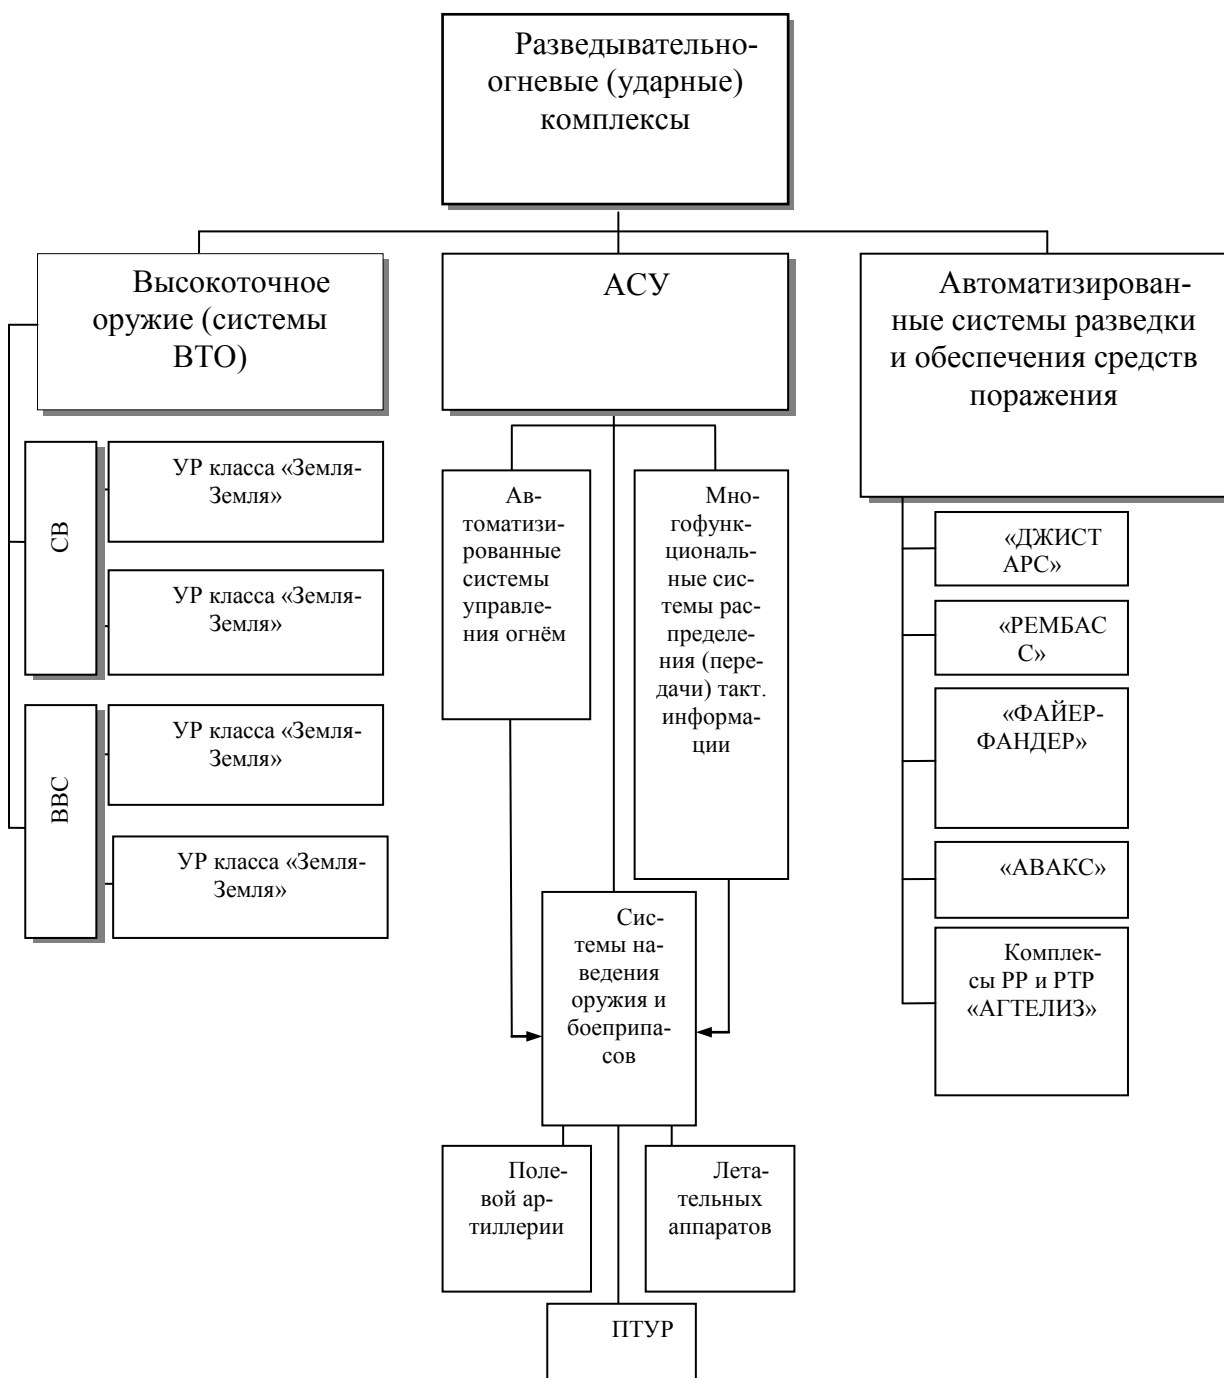 Разведывательно-
огневые (ударные)
комплексы
Высокоточное
оружие (системы
ВТО)
СВ
УР класса «Земля-
Земля»
УР класса «Земля-
Земля»
ВВС
УР класса «Земля-
Земля»
УР класса «Земля-
Земля»
АСУ
Ав-
томатизи-
рованные
системы
управле-
ния огнём
Мно-
гофунк-
циональ-
ные сис-
темы рас-
пределе-
ния (пере-
дачи) такт.
информа-
ции
Сис-
темы на-
ведения
оружия и
боеприпа-
сов
Поле-
вой ар-
тиллерии
Лета-
тельных
аппаратов
ПТУР
Автоматизирован-
ные системы разведки
и обеспечения средств
поражения
«ДЖИСТ
АРС»
«РЕМБАС
С»
«ФАЙЕР-
ФАНДЕР»
«АВАКС»
Комплек-
сы РР и РТР
«АГТЕЛИЗ»